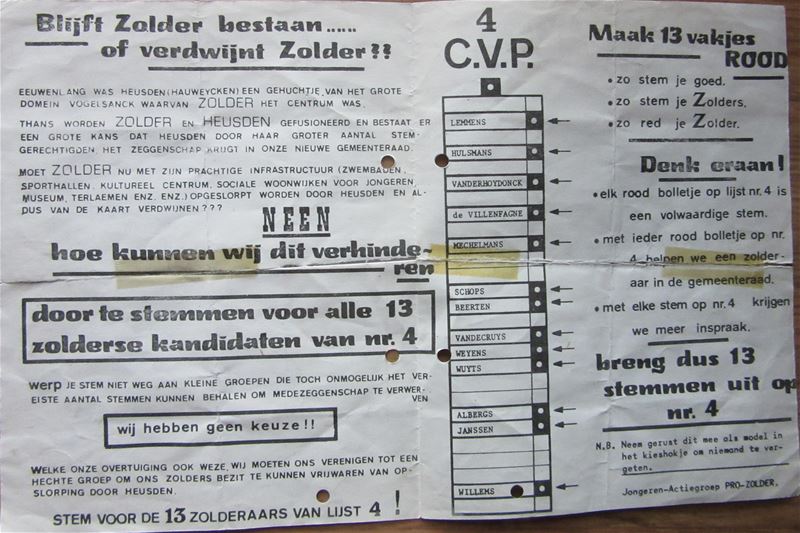 Blijft Zolder bestaan......
of verdwijnt Zolder??
EEUWENLANG WAS HEUSDEN (HAUWEYCKEN) EEN GEHUCHTJE VAN HET GROTE
DOMEIN VOGELSANCK WAARVAN ZOLDER HET CENTRUM WAS.
THANS WORDEN ZOLDER EN HEUSDEN GEFUSIONEERD EN BESTAAT ER
EEN GROTE KANS DAT HEUSDEN DOOR HAAR GROTER AANTAL STEM-
GERECHTIGDEN HET ZEGGENSCHAP KRIJGT IN ONZE NIEUWE GEMEENTERAAD.
MOET ZOLDER NU MET ZIJN PRACHTIGE INFRASTRUCTUUR (ZWEMBADEN,
SPORTHALLEN, KULTUREEL CENTRUM, SOCIALE WOONWIJKEN VOOR JONGEREN,
MUSEUM, TERLAEMEN ENZ. ENZ.) OPGESLORPT WORDEN DOOR HEUSDEN EN AL-
DUS VAN DE KAART VERDWIJNEN ???
NEEN
hoe kunnen wij dit verhinde-
ren
door te stemmen voor alle 13
zolderse kandidaten van nr. 4
werp JE STEM NIET WEG AAN KLEINE GROEPEN DIE TOCH ONMOGELIJK HET VER-
EISTE AANTAL STEMMEN KUNNEN BEHALEN OM MEDEZEGGENSCHAP TE VERWER-
VEN
wij hebben geen keuze!!
WELKE ONZE OVERTUIGING OOK WEZE, WIJ MOETEN ONS VERENIGEN TOT EEN
HECHTE GROEP OM ONS ZOLDERS BEZIT TE KUNNEN VRIJWAREN VAN OP-
SLORPING DOOR HEUSDEN.
STEM VOOR DE 13 ZOLDERAARS VAN LIJST 4 !
4
C.V.P.
LEMMENS
HULSMANS
VANDERHOYDONCK
de VILLENFAGNE
MECHELMANS
SCHOPS
BEERTEN
VANDECRUYS
WEYENS
WUYTS
ALBERGS
JANSSEN
WILLEMS
Maak 13 vakjes
ROOD
• zo stem je goed.
• zo stem je Zolders.
• zo red je Zolder.
Denk eraan!
• elk rood bolletje op lijst nr. 4 is
een volwaardige stem.
• met ieder rood bolletje op nr.
4 helpen we een zolder-
aar in de gemeenteraad.
• met elke stem op nr. 4 krijgen
we meer inspraak.
breng dus 13
stemmen uit op
nr. 4
N.B. Neem gerust dit mee als model in
het kieshokje om niemand te ver-
geten.
Jongeren-Actiegroep PRO-ZOLDER.